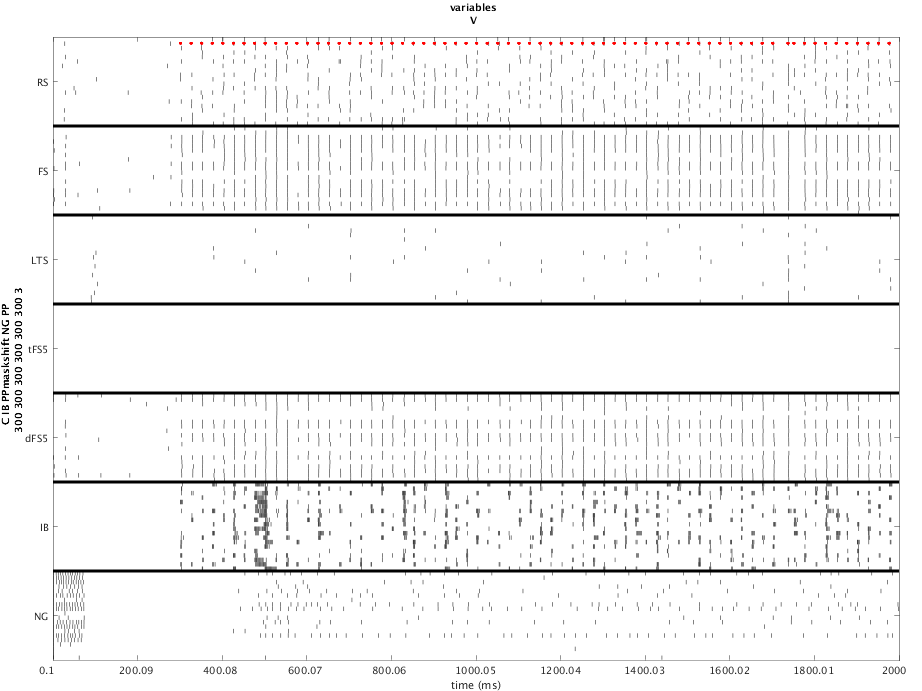 variables
V
RS
FS
LTS
tFS5
dFS5
IB
NG
C IB PPmaskshift NG PP
300 300 300 300 300 300 3
0.1 200.09 400.08 600.07 800.06 1000.05 1200.04 1400.03 1600.02 1800.01 2000
time (ms)